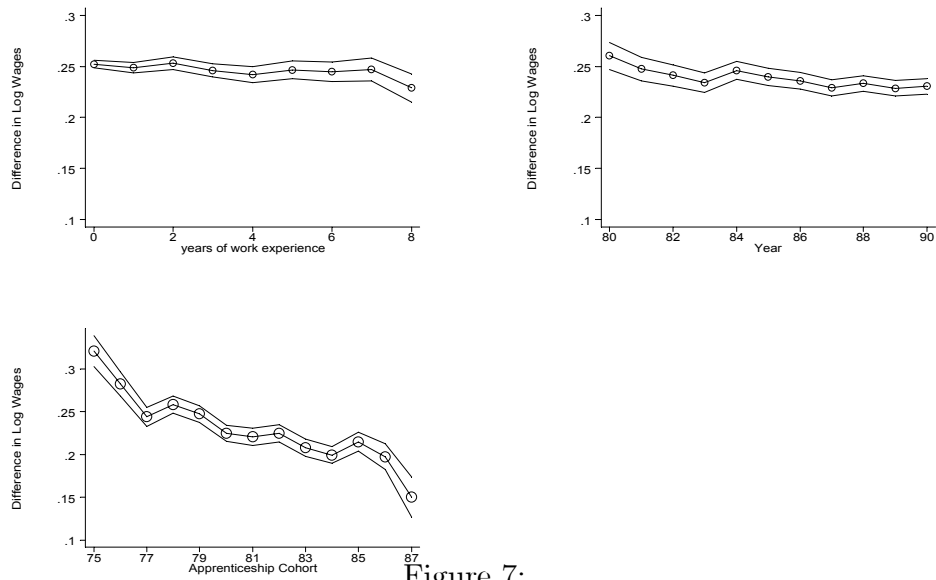 Difference in Log Wages
.3
.25
.2
.15
.1
0 2 4 6 8
years of work experience
Difference in Log Wages
.3
.25
.2
.15
.1
80 82 84 86 88 90
Year
Difference in Log Wages
.3
.25
.2
.15
.1
75 77 79 81 83 85 87
Apprenticeship Cohort
Figure 7: